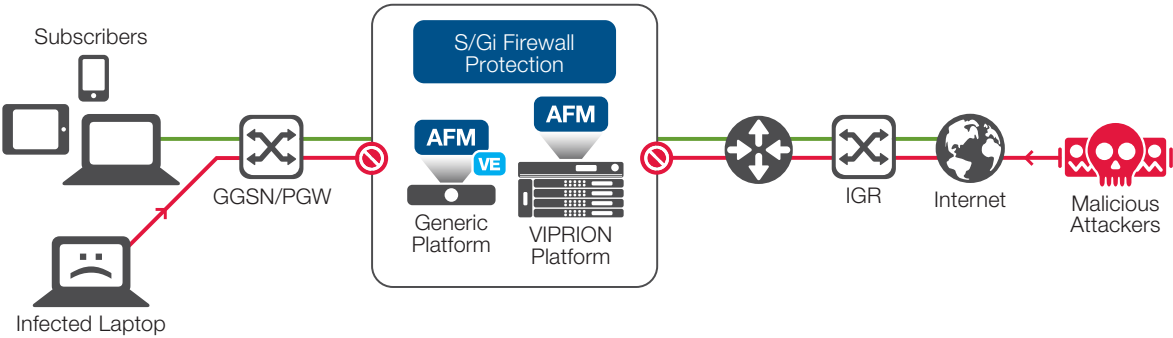 Subscribers
S/Gi Firewall
Protection
AFM
AFM
VE
GGSN/PGW
Generic
Platform
VIPRION
Platform
IGR
Internet
Malicious
Attackers
Infected Laptop